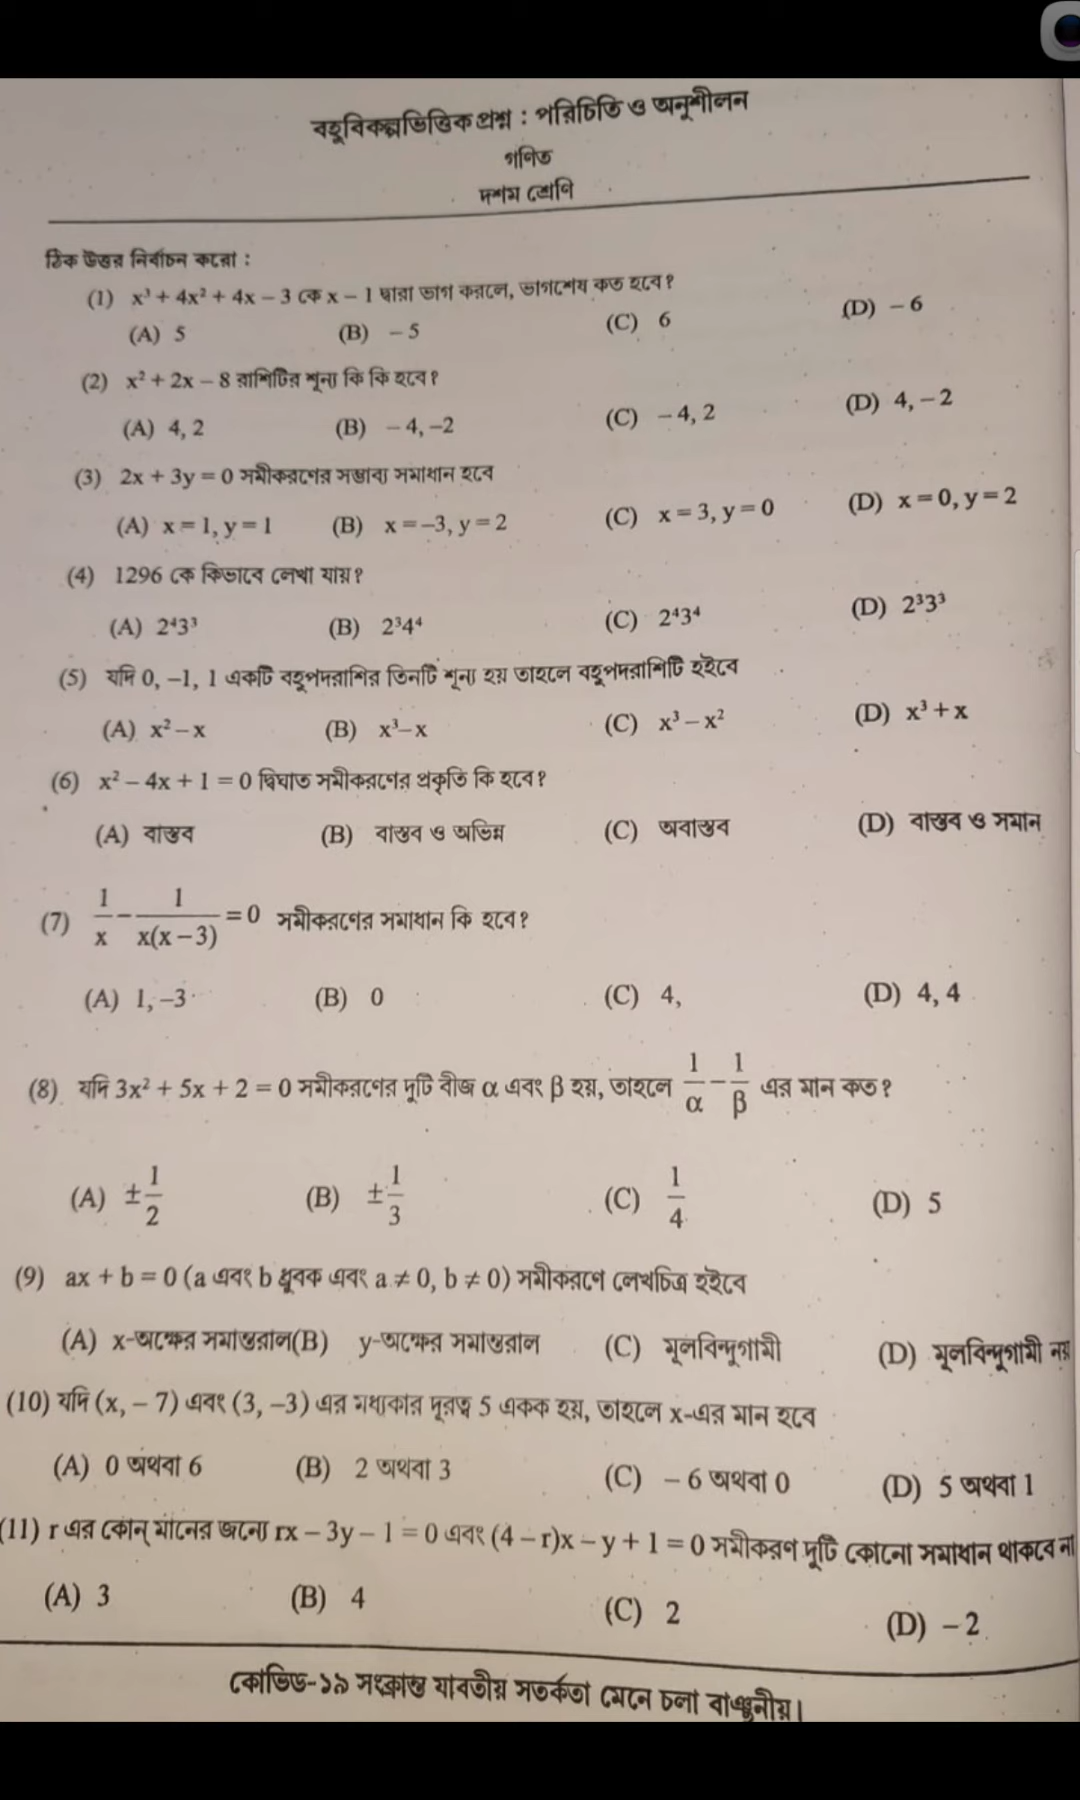 বহুবিকল্পভিত্তিক প্রশ্ন : পরিচিতি ও অনুশীলন
গণিত
দশম শ্রেণি
ঠিক উত্তর নির্বাচন করো :
(1) x³ + 4x² + 4x – 3 কে x – 1 দ্বারা ভাগ করলে, ভাগশেষ কত হবে?
(A) 5 (B) – 5 (C) 6 (D) – 6
(2) x² + 2x – 8 রাশিটির শূন্য কি কি হবে?
(A) 4, 2 (B) – 4, –2 (C) – 4, 2 (D) 4, – 2
(3) 2x + 3y = 0 সমীকরণের সম্ভাব্য সমাধান হবে
(A) x = 1, y = 1 (B) x = –3, y = 2 (C) x = 3, y = 0 (D) x = 0, y = 2
(4) 1296 কে কিভাবে লেখা যায়?
(A) 2⁴3³ (B) 2³4⁴ (C) 2⁴3⁴ (D) 2³3³
(5) যদি 0, –1, 1 একটি বহুপদরাশির তিনটি শূন্য হয় তাহলে বহুপদরাশিটি হইবে
(A) x² – x (B) x³–x (C) x³ – x² (D) x³ + x
(6) x² – 4x + 1 = 0 দ্বিঘাত সমীকরণের প্রকৃতি কি হবে?
(A) বাস্তব (B) বাস্তব ও অভিন্ন (C) অবাস্তব (D) বাস্তব ও সমান
(7) 1/x – 1/x(x – 3) = 0 সমীকরণের সমাধান কি হবে?
(A) 1, –3 (B) 0 (C) 4, (D) 4, 4
(8) যদি 3x² + 5x + 2 = 0 সমীকরণের দুটি বীজ α এবং β হয়, তাহলে 1/α – 1/β এর মান কত?
(A) ± 1/2 (B) ± 1/3 (C) 1/4 (D) 5
(9) ax + b = 0 (a এবং b ধ্রুবক এবং a ≠ 0, b ≠ 0) সমীকরণে লেখচিত্র হইবে
(A) x-অক্ষের সমান্তরাল (B) y-অক্ষের সমান্তরাল (C) মূলবিন্দুগামী (D) মূলবিন্দুগামী নয়
(10) যদি (x, – 7) এবং (3, –3) এর মধ্যকার দূরত্ব 5 একক হয়, তাহলে x-এর মান হবে
(A) 0 অথবা 6 (B) 2 অথবা 3 (C) – 6 অথবা 0 (D) 5 অথবা 1
(11) r এর কোন্ মানের জন্যে rx – 3y – 1 = 0 এবং (4 – r)x – y + 1 = 0 সমীকরণ দুটি কোনো সমাধান থাকবে না
(A) 3 (B) 4 (C) 2 (D) – 2
কোভিড-১৯ সংক্রান্ত যাবতীয় সতর্কতা মেনে চলা বাঞ্ছনীয়।